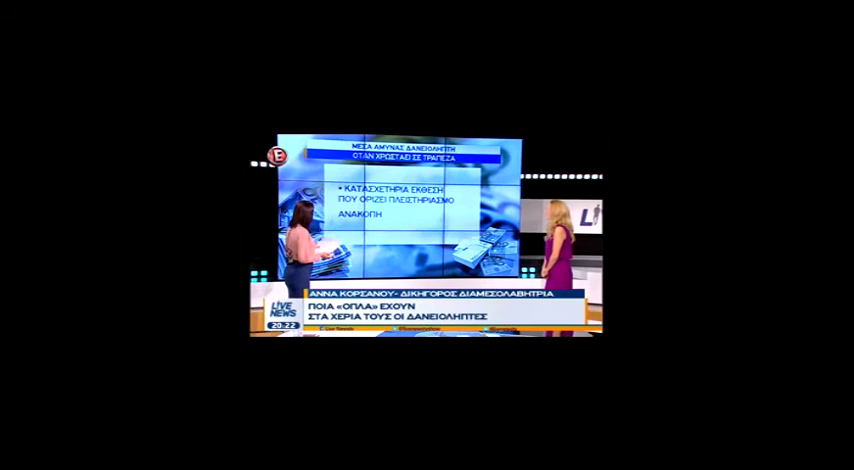 ΜΕΣΑ ΑΜΥΝΑΣ ΔΑΝΕΙΟΛΗΠΤΗ
ΟΤΑΝ ΧΡΩΣΤΑΕΙ ΣΕ ΤΡΑΠΕΖΑ
E
• ΚΑΤΑΣΧΕΤΗΡΙΑ ΕΚΘΕΣΗ
ΠΟΥ ΟΡΙΖΕΙ ΠΛΕΙΣΤΗΡΙΑΣΜΟ
ΑΝΑΚΟΠΗ
L
ΑΝΝΑ ΚΟΡΣΑΝΟΥ- ΔΙΚΗΓΟΡΟΣ ΔΙΑΜΕΣΟΛΑΒΗΤΡΙΑ
LIVE
NEWS
20.22
ΠΟΙΑ «ΟΠΛΑ» ΕΧΟΥΝ
ΣΤΑ ΧΕΡΙΑ ΤΟΥΣ ΟΙ ΔΑΝΕΙΟΛΗΠΤΕΣ